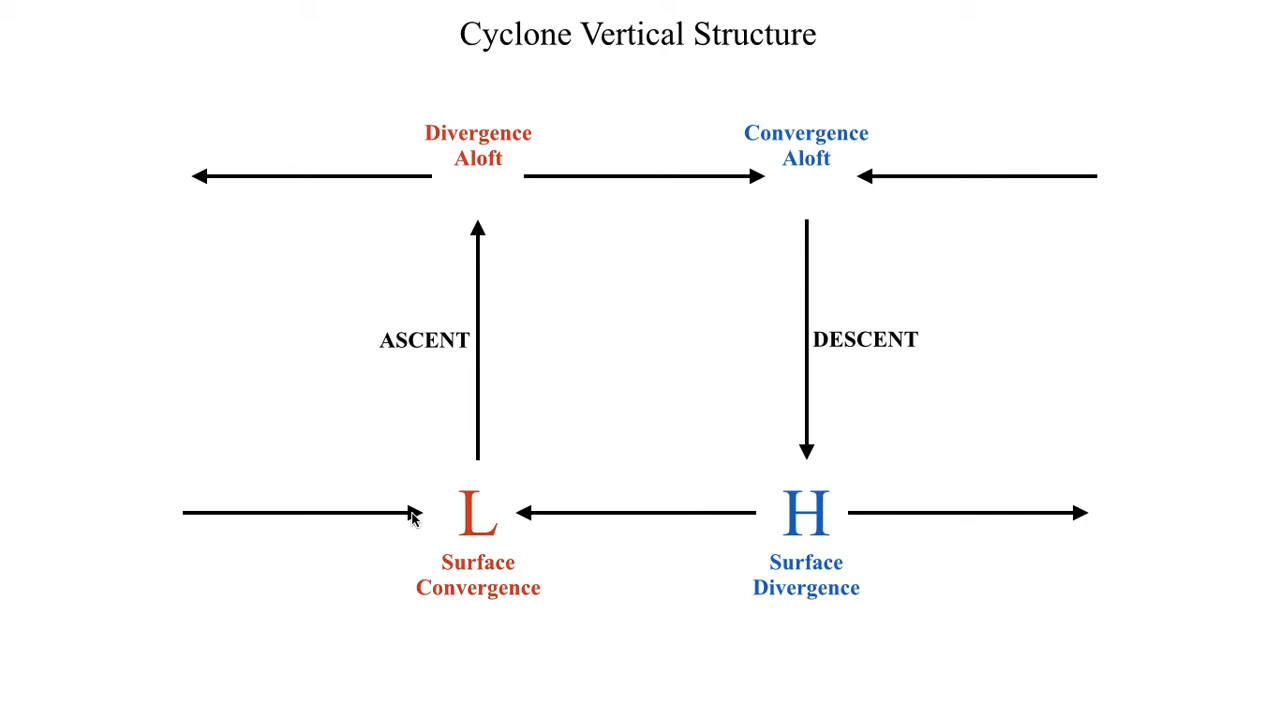 Cyclone Vertical Structure
Divergence
Aloft
Convergence
Aloft
ASCENT
DESCENT
L
H
Surface
Convergence
Surface
Divergence